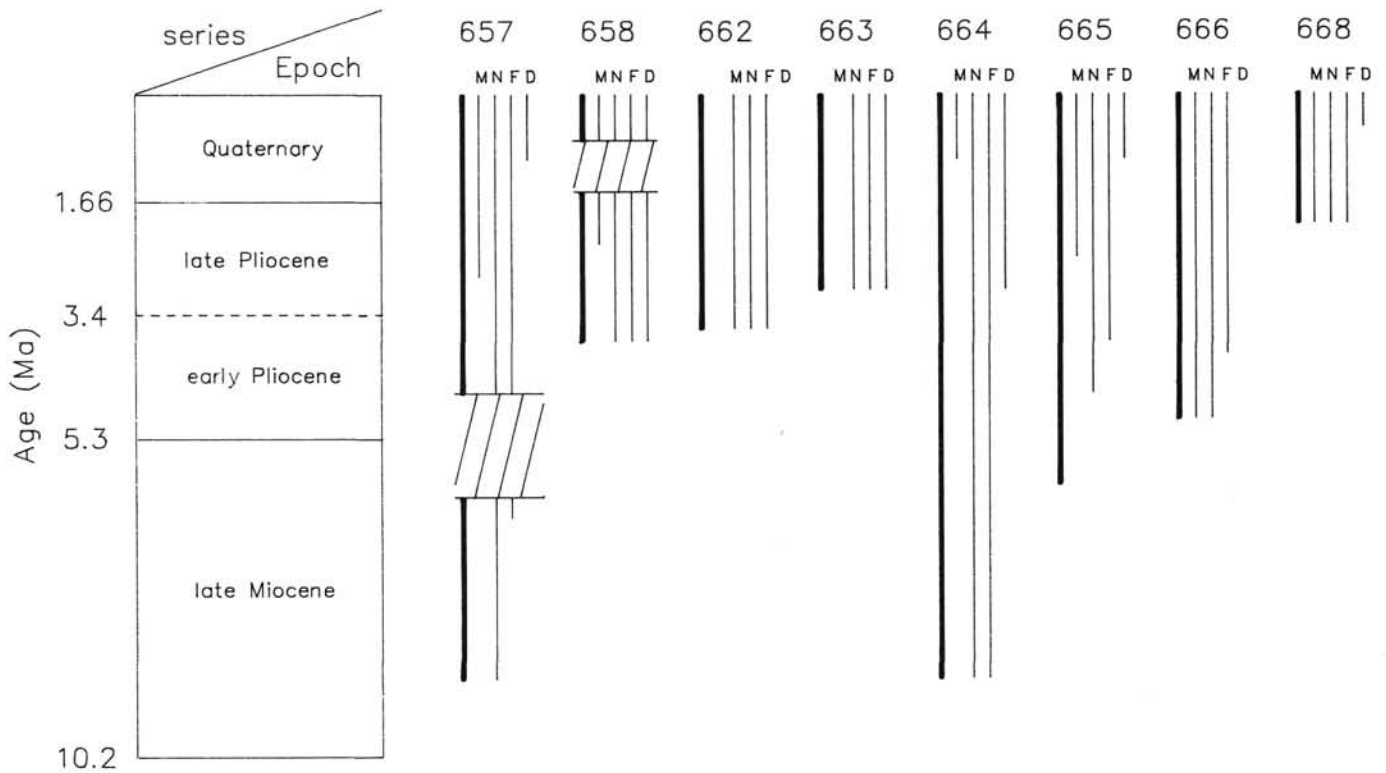 series
Epoch
657 658 662 663 664 665 666 668
MNFD MNFD MNFD MNFD MNFD MNFD MNFD MNFD
Quaternary
1.66
late Pliocene
3.4
early Pliocene
5.3
late Miocene
10.2
Age (Ma)